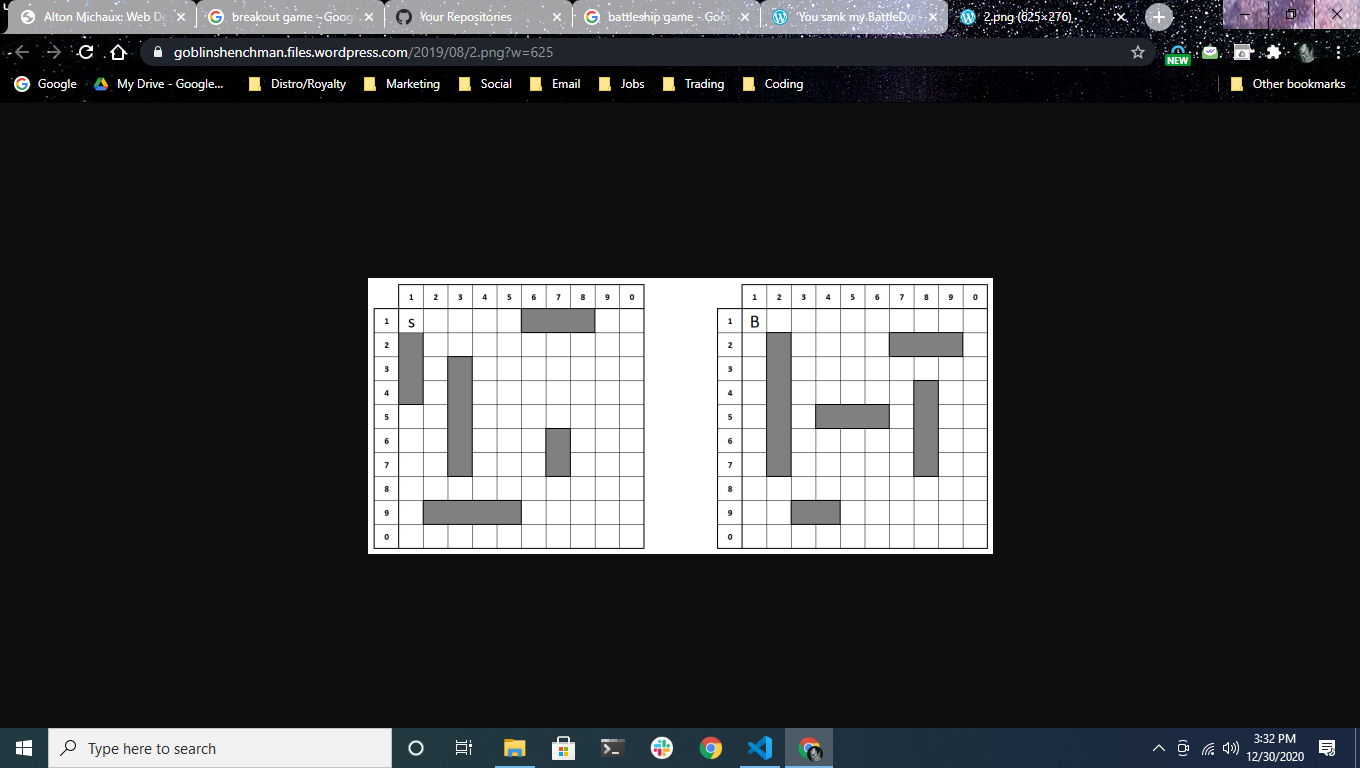 Alton Michaux: Web De
breakout game - Goog
Your Repositories
battleship game - Goo
"You sank my BattleD
2.png (625×276)
goblinshenchman.files.wordpress.com/2019/08/2.png?w=625
NEW
Google
My Drive - Google...
Distro/Royalty
Marketing
Social
Email
Jobs
Trading
Coding
Other bookmarks
1 2 3 4 5 6 7 8 9 0
1 s
2
3
4
5
6
7
8
9
0
1 2 3 4 5 6 7 8 9 0
1 B
2
3
4
5
6
7
8
9
0
Type here to search
3:32 PM
12/30/2020